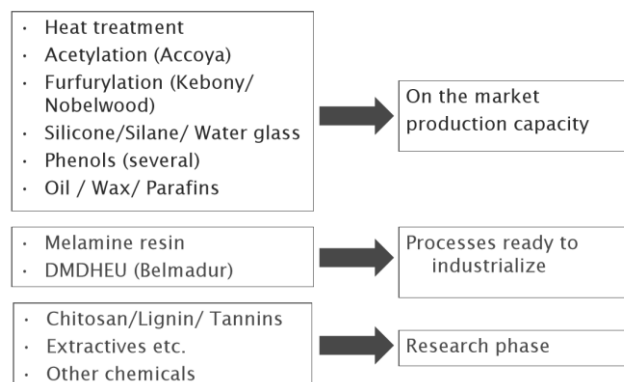 · Heat treatment
· Acetylation (Accoya)
· Furfurylation (Kebony/
Nobelwood)
· Silicone/Silane/ Water glass
· Phenols (several)
· Oil / Wax/ Parafins
On the market
production capacity
· Melamine resin
· DMDHEU (Belmadur)
Processes ready to
industrialize
· Chitosan/Lignin/ Tannins
· Extractives etc.
· Other chemicals
Research phase